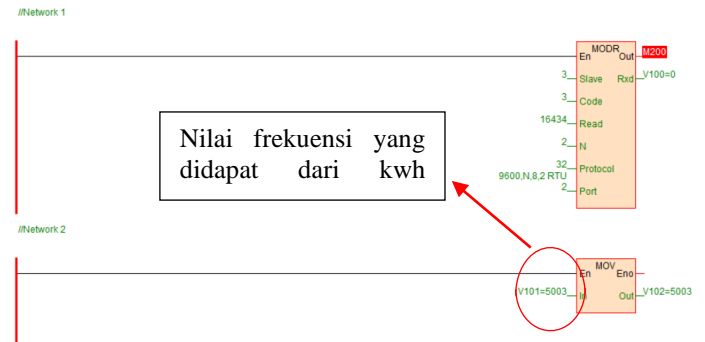 //Network 1
MODR
En Out M200
3 Slave Rxd V100=0
3 Code
16434 Read
2 N
32 Protocol
9600,N,8,2 RTU
2 Port
Nilai frekuensi yang
didapat dari kwh
//Network 2
MOV
En Eno
V101=5003 In Out V102=5003